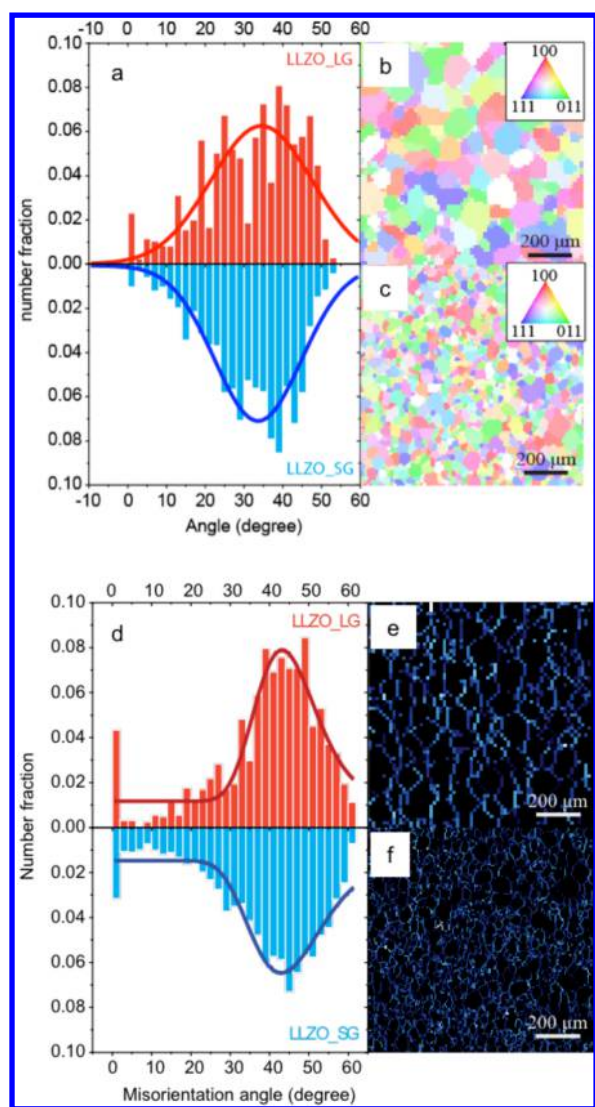 -10 0 10 20 30 40 50 60
0.10
0.08
0.06
0.04
0.02
0.00
0.02
0.04
0.06
0.08
0.10
number fraction
a
LLZO_LG
LLZO_SG
-10 0 10 20 30 40 50 60
Angle (degree)
b
100
111 011
200 μm
c
100
111 011
200 μm
0 10 20 30 40 50 60
0.10
0.08
0.06
0.04
0.02
0.00
0.02
0.04
0.06
0.08
0.10
Number fraction
d
LLZO_LG
LLZO_SG
0 10 20 30 40 50 60
Misorientation angle (degree)
e
200 μm
f
200 μm